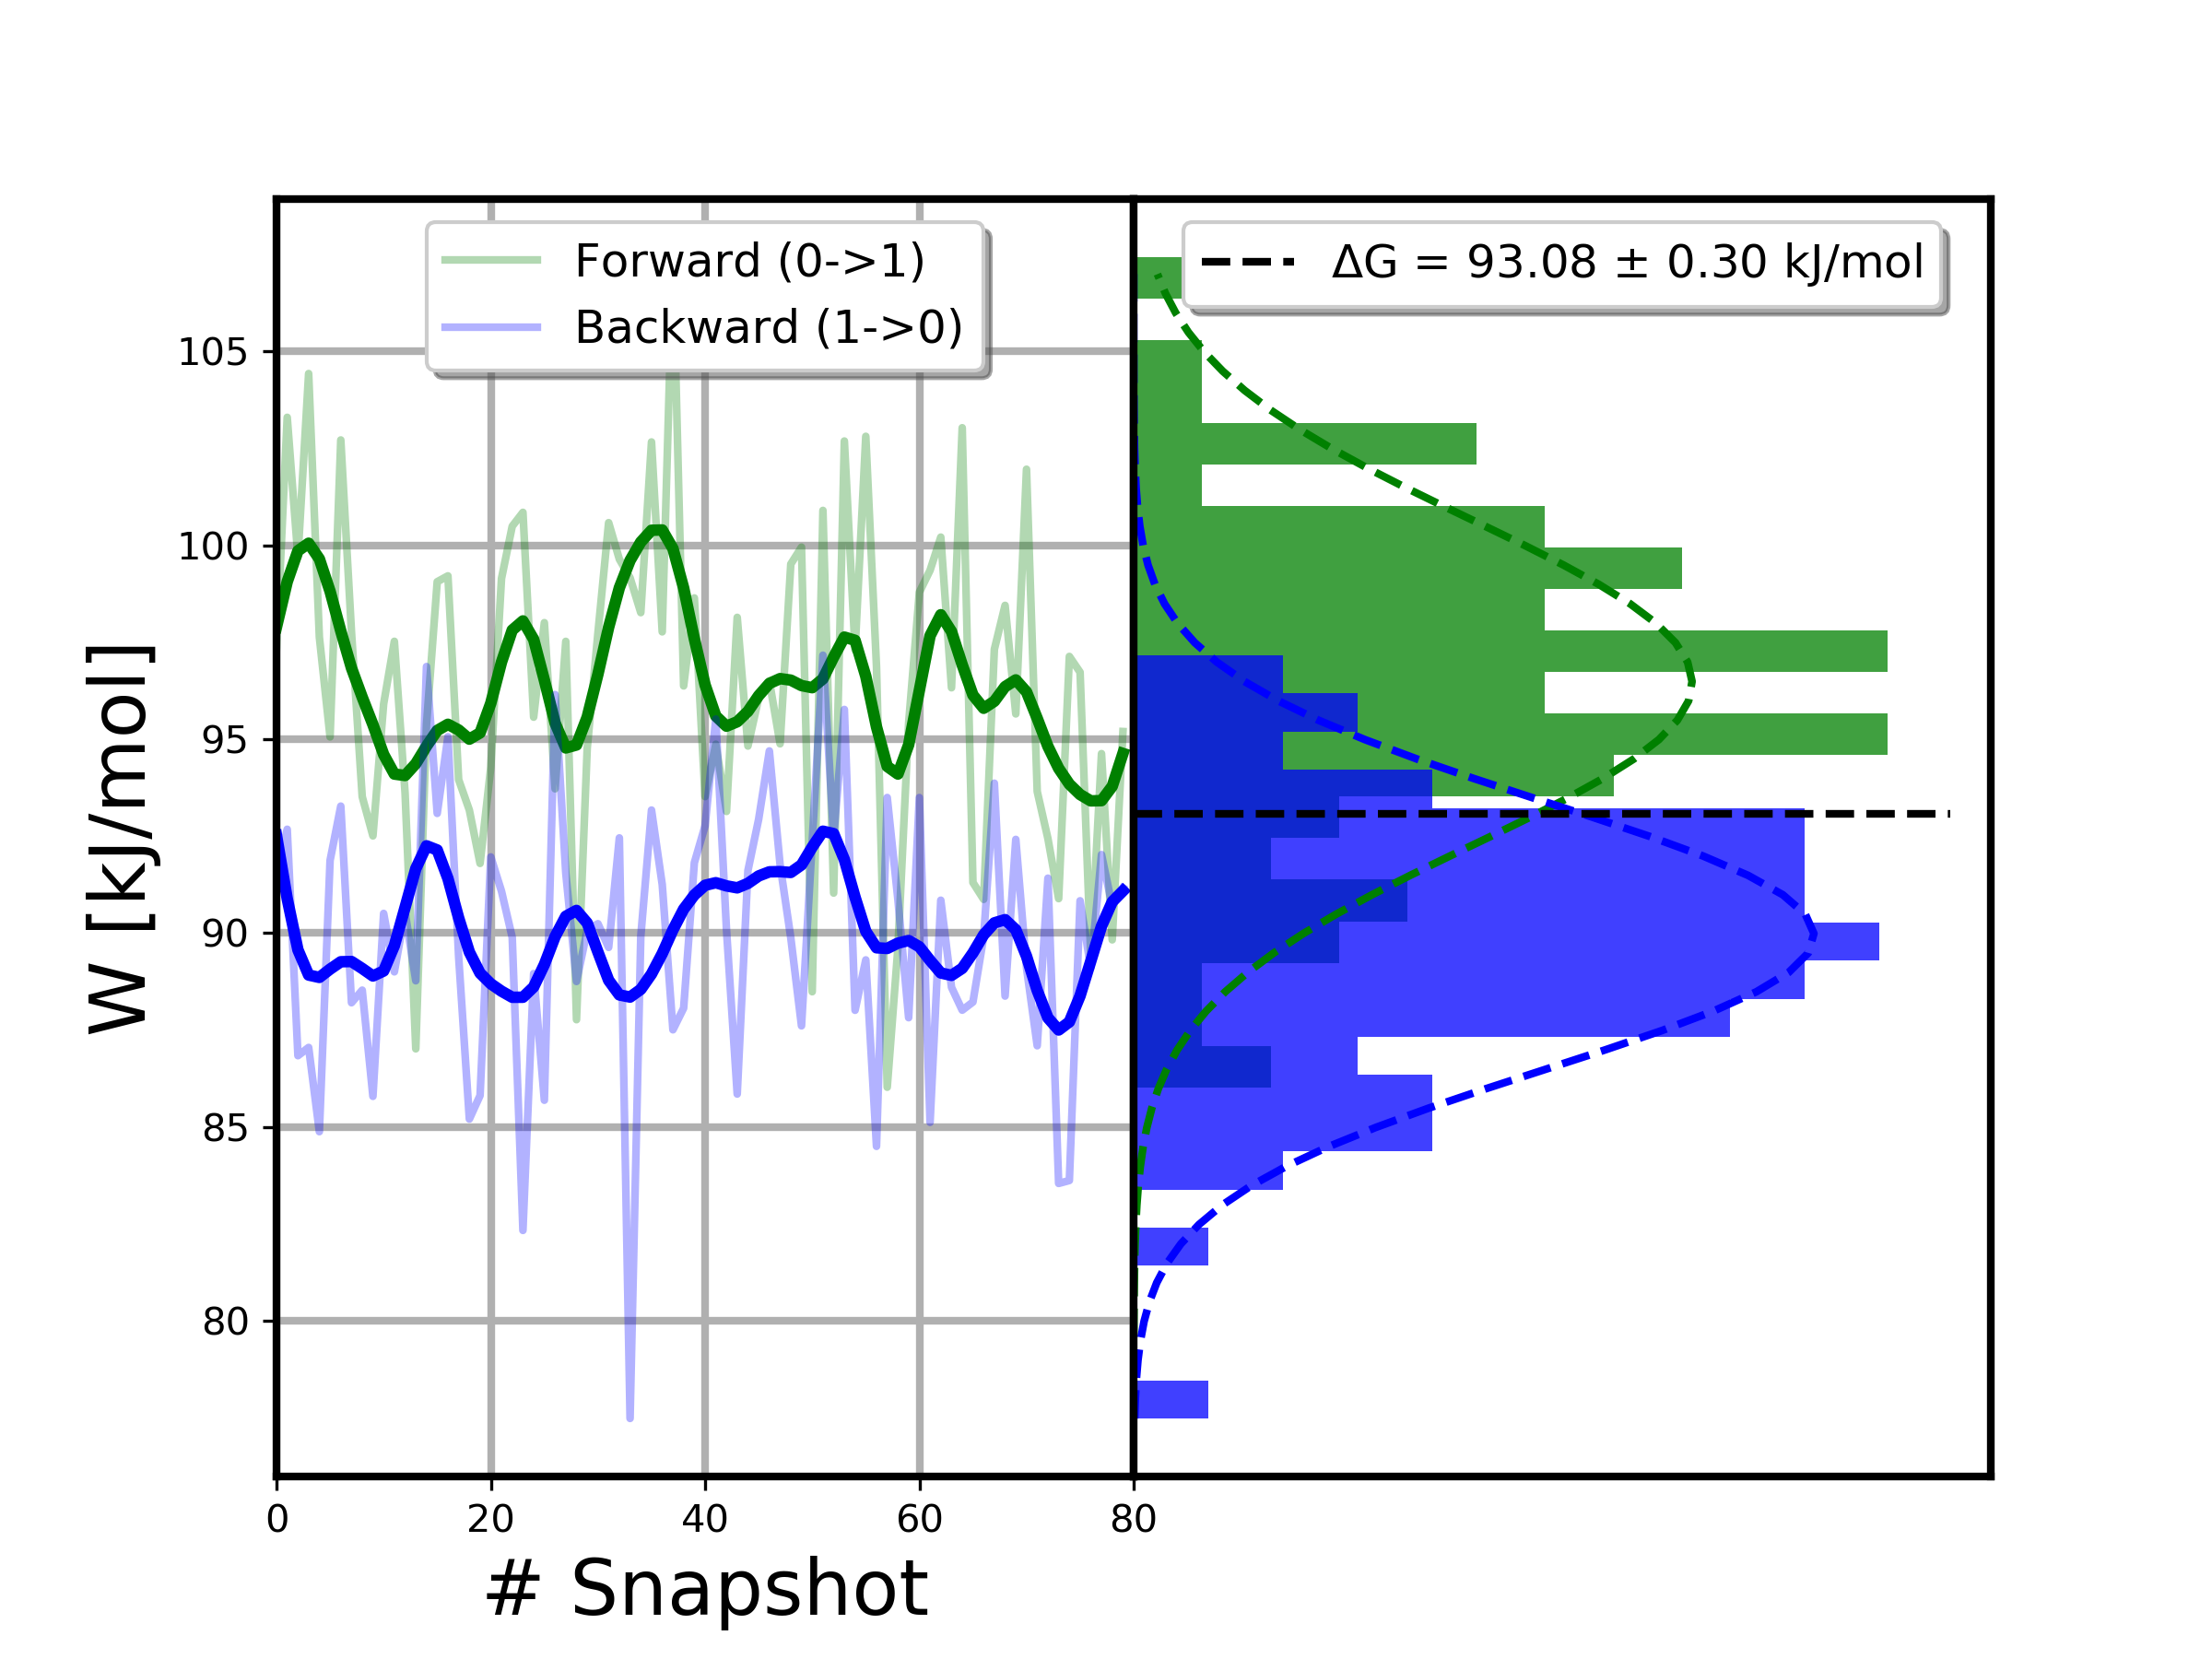 Forward (0->1)
Backward (1->0)
ΔG = 93.08 ± 0.30 kJ/mol
W [kJ/mol]
105
100
95
90
85
80
0 20 40 60 80
# Snapshot